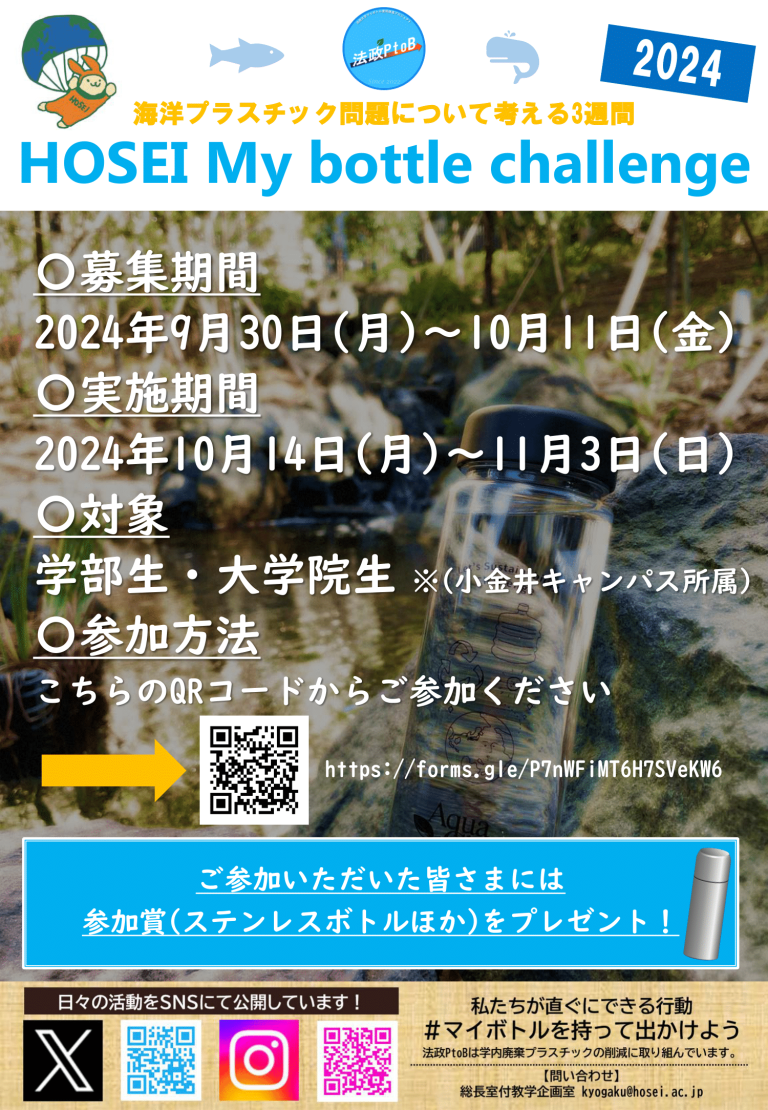 HOSEI
法政PtoB
2024
海洋プラスチック問題について考える3週間
HOSEI My bottle challenge
〇募集期間
2024年9月30日(月)~10月11日(金)
〇実施期間
2024年10月14日(月)~11月3日(日)
〇対象
学部生・大学院生 ※(小金井キャンパス所属)
〇参加方法
こちらのQRコードからご参加ください
https://forms.gle/P7nWFiMT6H7SVeKW6
Aqua
ご参加いただいた皆さまには
参加賞(ステンレスボトルほか)をプレゼント!
日々の活動をSNSにて公開しています!
私たちが直ぐにできる行動
#マイボトルを持って出かけよう
法政PtoBは学内廃棄プラスチックの削減に取り組んでいます。
【問い合わせ】
総長室付教学企画室 kyogaku@hosei.ac.jp